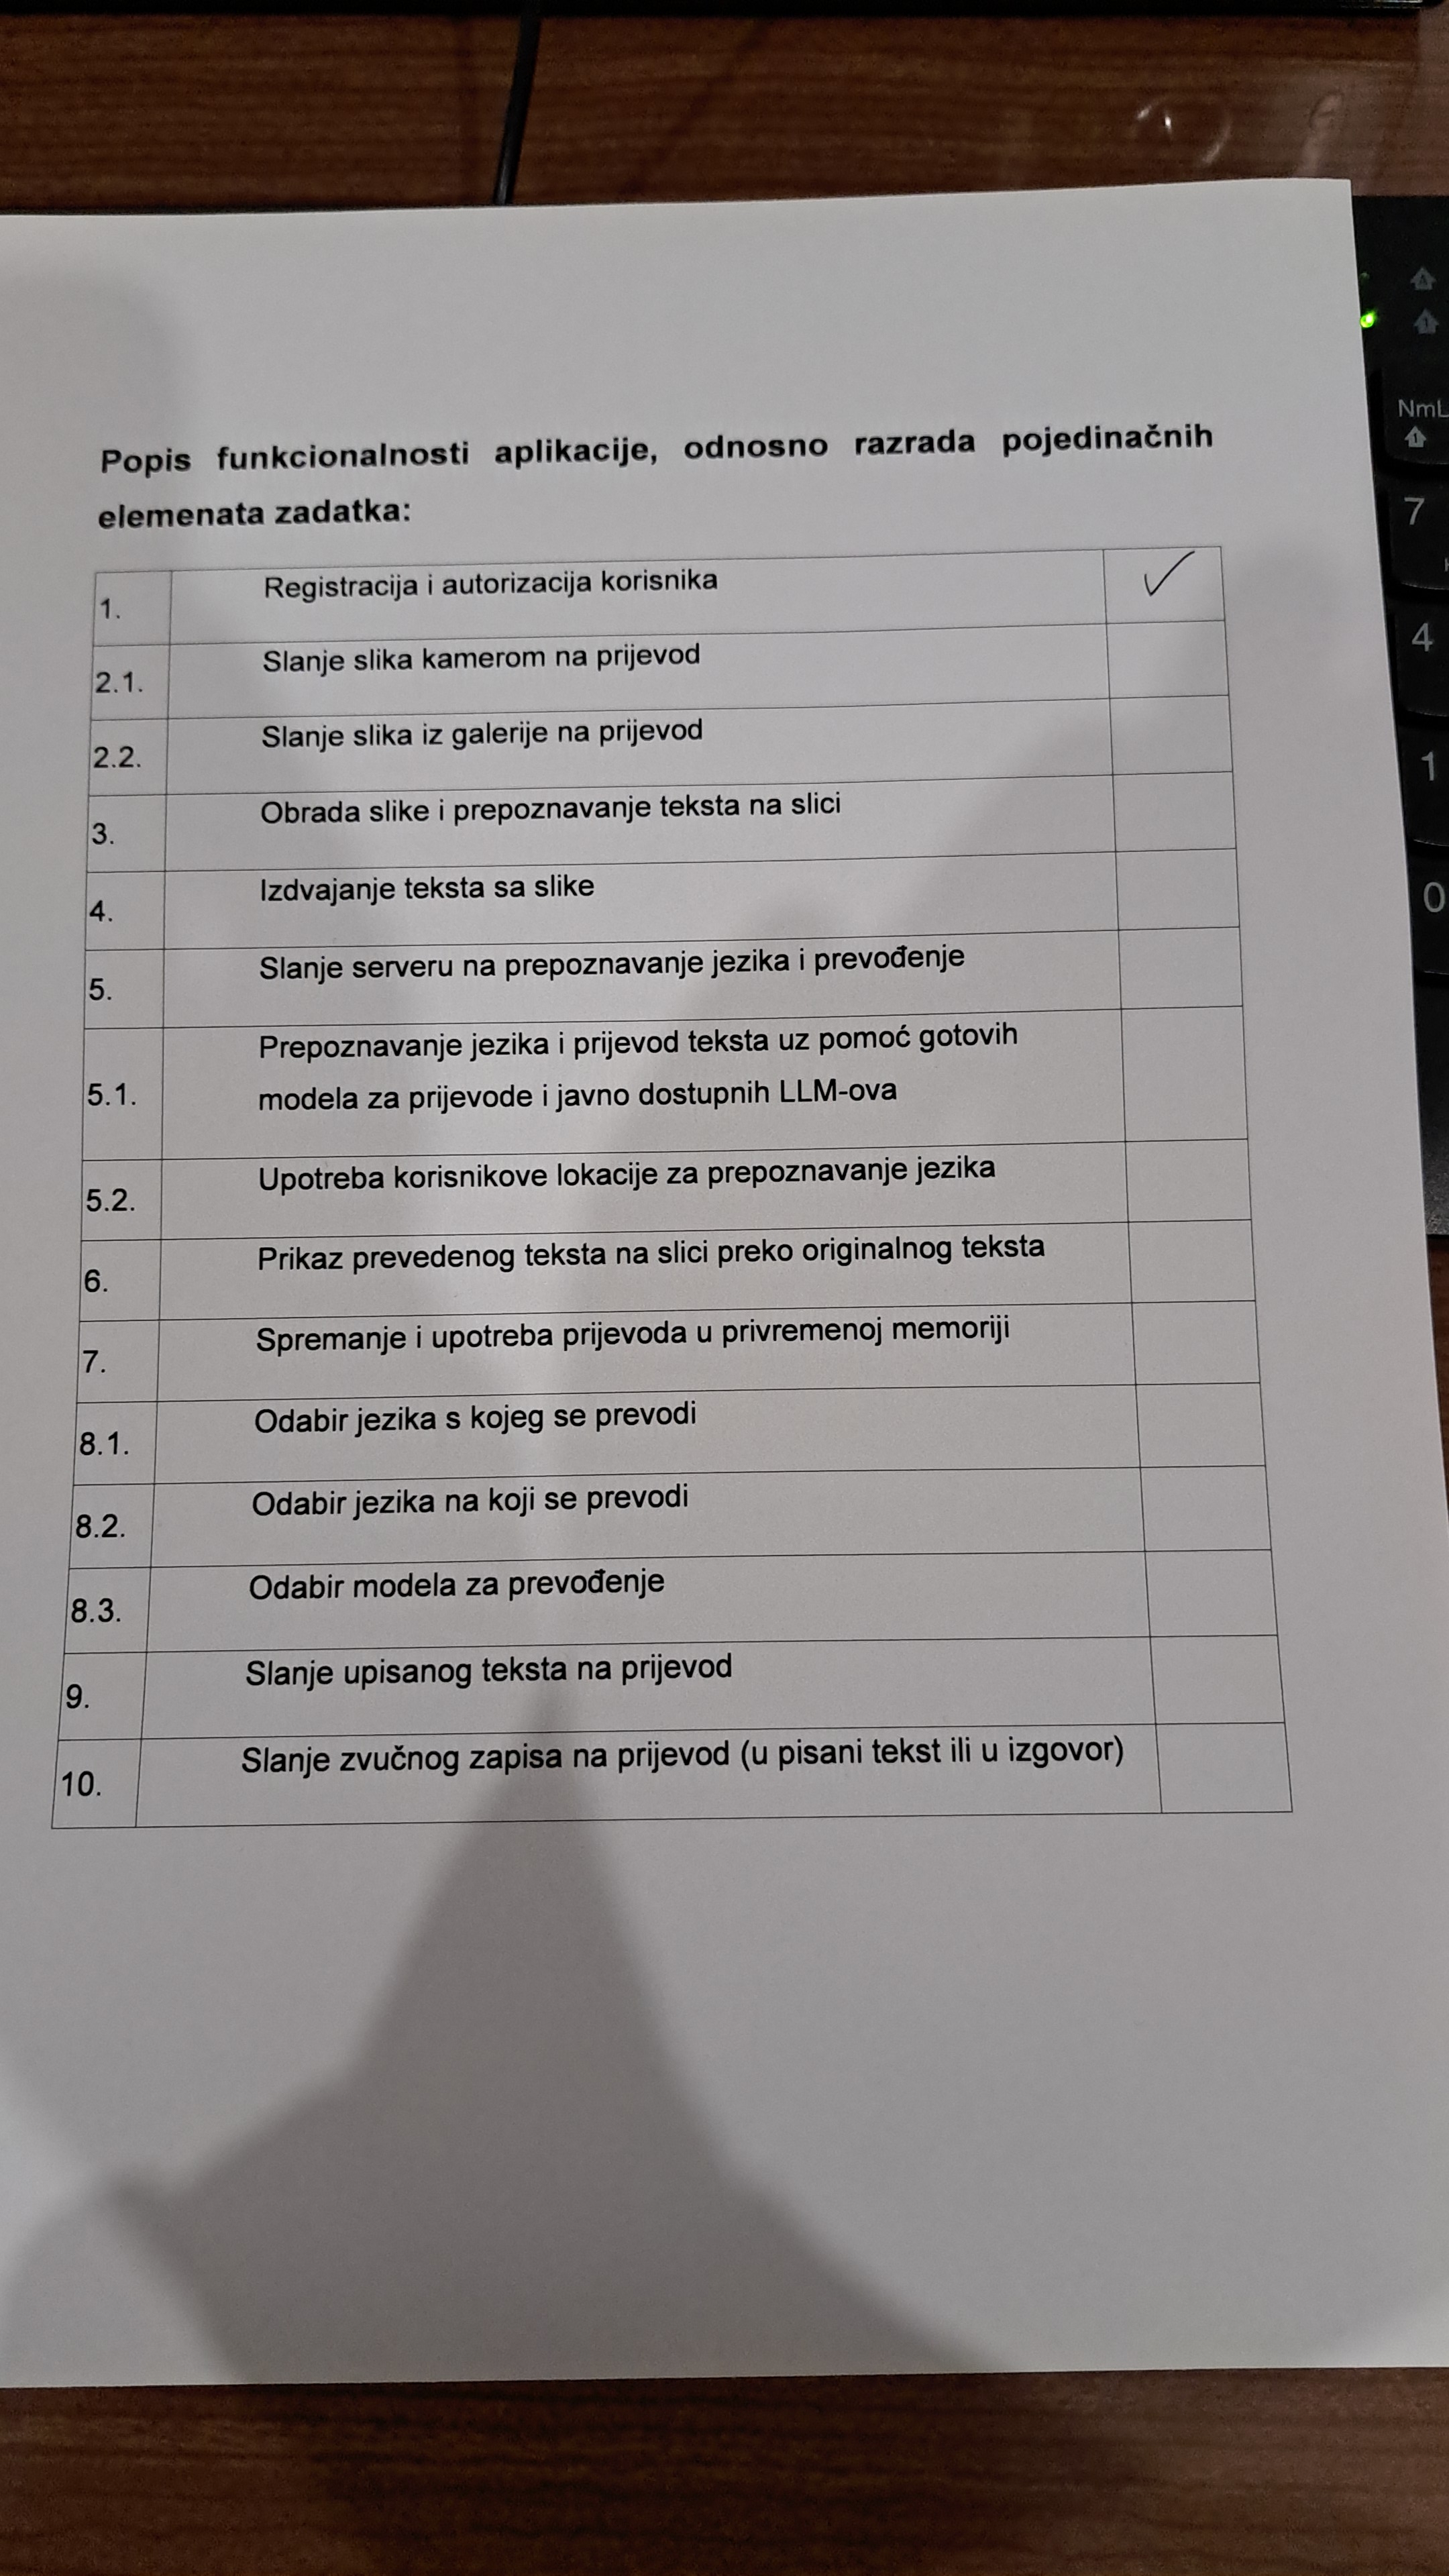 Popis funkcionalnosti aplikacije, odnosno razrada pojedinačnih
elemenata zadatka:
1. Registracija i autorizacija korisnika ✓
2.1. Slanje slika kamerom na prijevod
2.2. Slanje slika iz galerije na prijevod
3. Obrada slike i prepoznavanje teksta na slici
4. Izdvajanje teksta sa slike
5. Slanje serveru na prepoznavanje jezika i prevođenje
5.1. Prepoznavanje jezika i prijevod teksta uz pomoć gotovih
modela za prijevode i javno dostupnih LLM-ova
5.2. Upotreba korisnikove lokacije za prepoznavanje jezika
6. Prikaz prevedenog teksta na slici preko originalnog teksta
7. Spremanje i upotreba prijevoda u privremenoj memoriji
8.1. Odabir jezika s kojeg se prevodi
8.2. Odabir jezika na koji se prevodi
8.3. Odabir modela za prevođenje
9. Slanje upisanog teksta na prijevod
10. Slanje zvučnog zapisa na prijevod (u pisani tekst ili u izgovor)
NmL
7
4
1
0